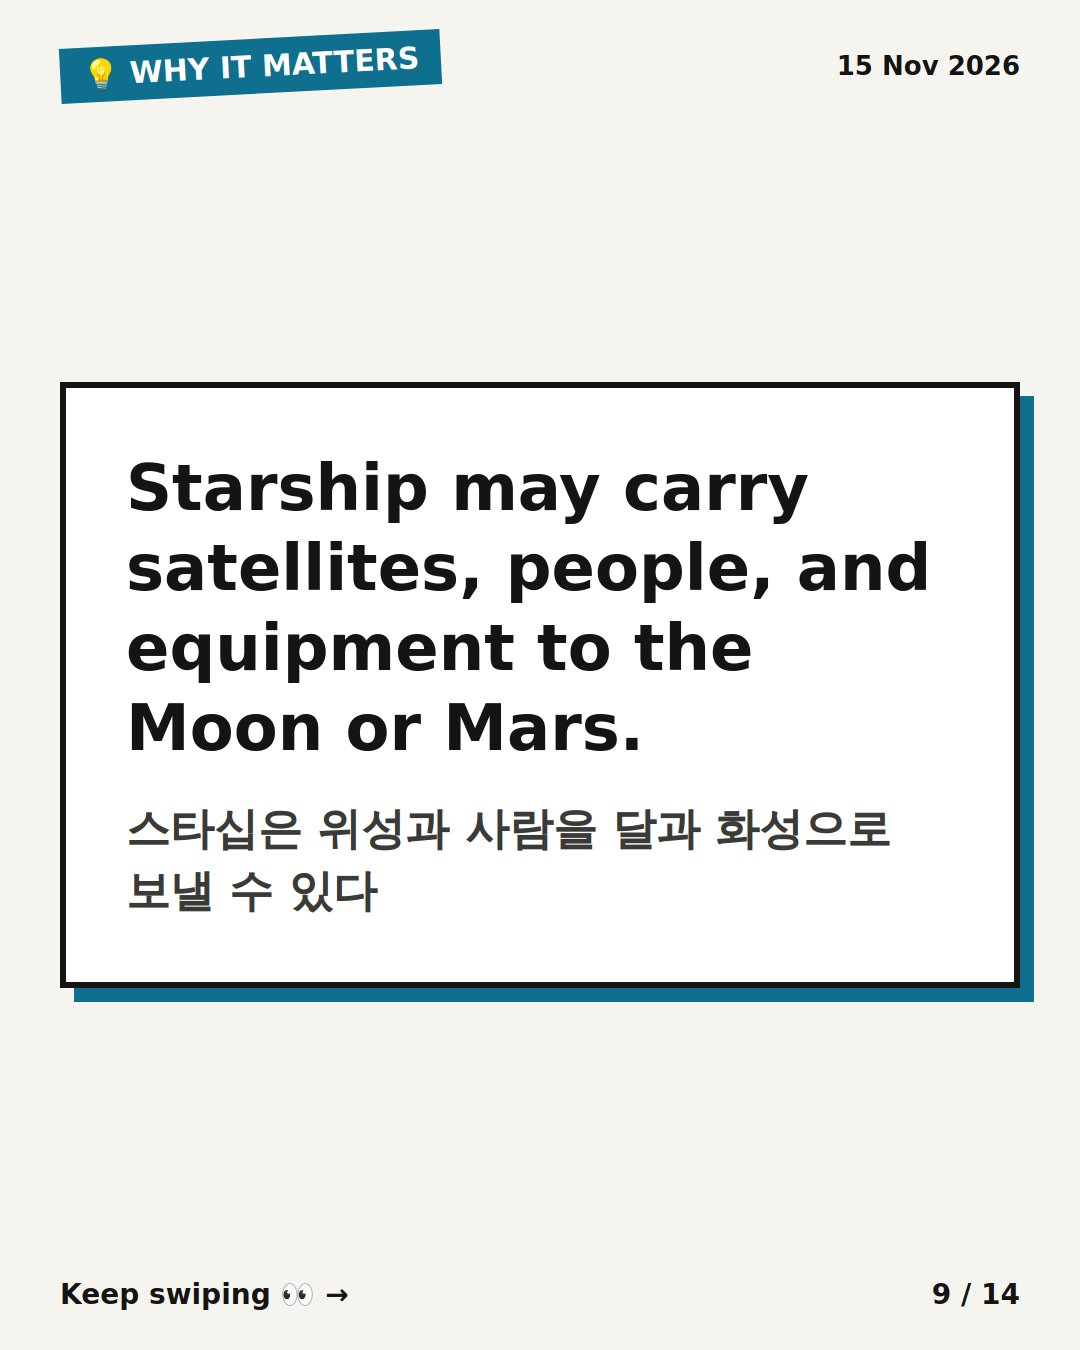 💡 WHY IT MATTERS
15 Nov 2026
Starship may carry
satellites, people, and
equipment to the
Moon or Mars.
스타십은 위성과 사람을 달과 화성으로
보낼 수 있다
Keep swiping 👀 →
9 / 14